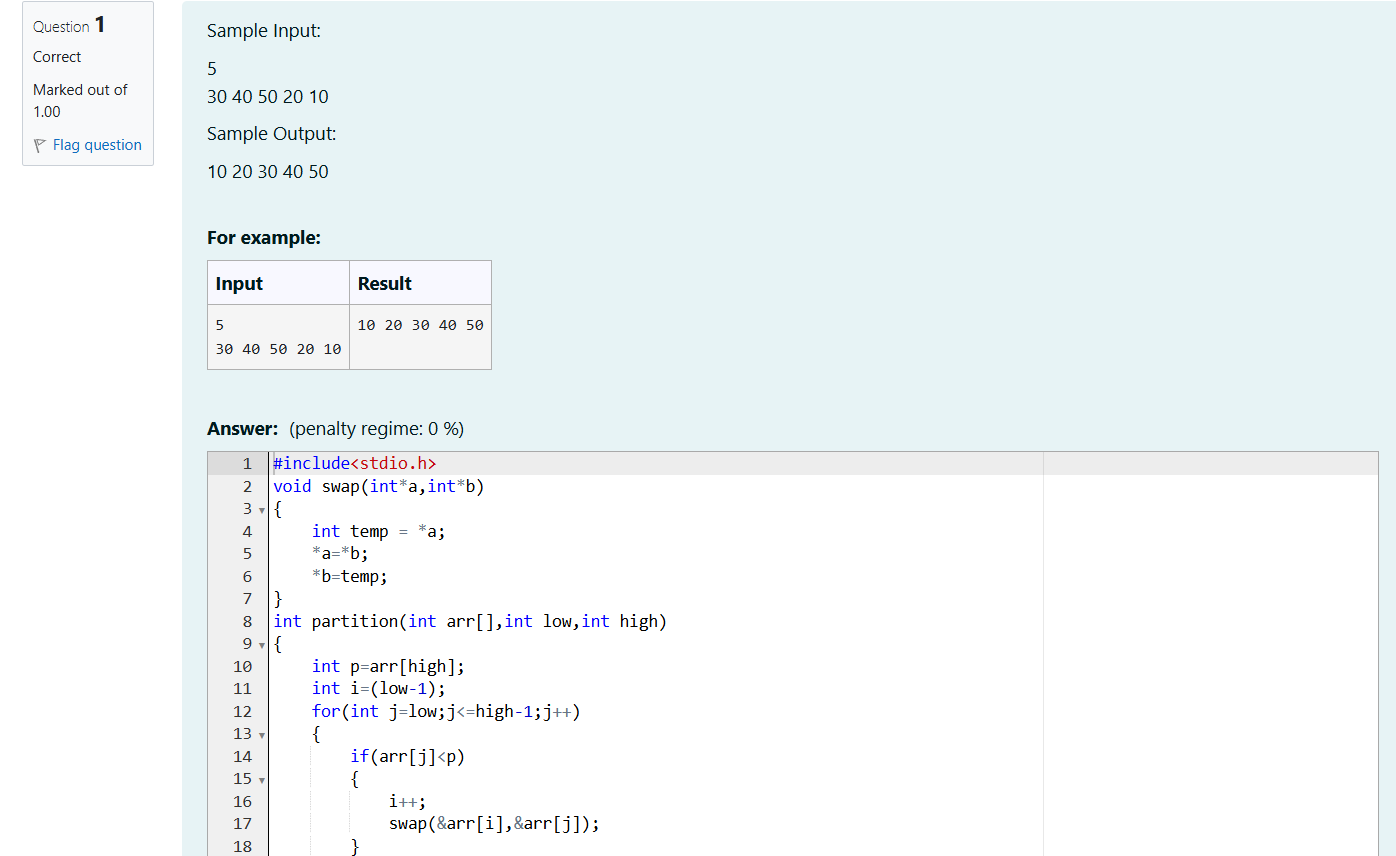 Question 1
Correct
Marked out of
1.00
Flag question
Sample Input:
5
30 40 50 20 10
Sample Output:
10 20 30 40 50
For example:
Input Result
5 10 20 30 40 50
30 40 50 20 10
Answer: (penalty regime: 0 %)
1 #include<stdio.h>
2 void swap(int*a,int*b)
3 {
4     int temp = *a;
5     *a=*b;
6     *b=temp;
7 }
8 int partition(int arr[],int low,int high)
9 {
10     int p=arr[high];
11     int i=(low-1);
12     for(int j=low;j<=high-1;j++)
13     {
14         if(arr[j]<p)
15         {
16             i++;
17             swap(&arr[i],&arr[j]);
18         }